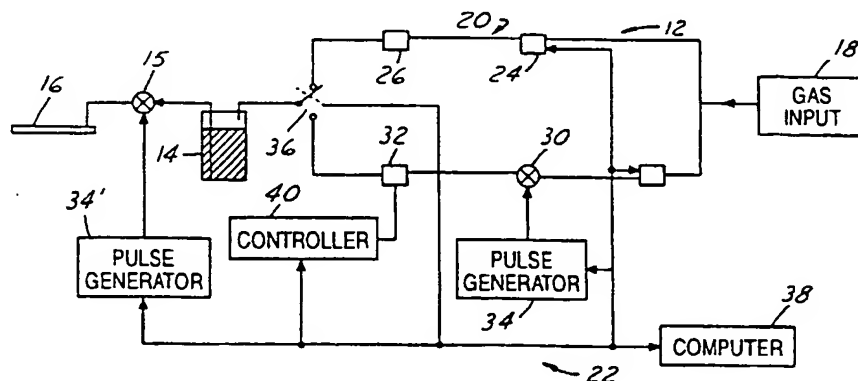 20
12
15
26
24
18
GAS
INPUT
16
14
36
32
30
34'
40
CONTROLLER
PULSE
GENERATOR
PULSE
GENERATOR
34
38
COMPUTER
22